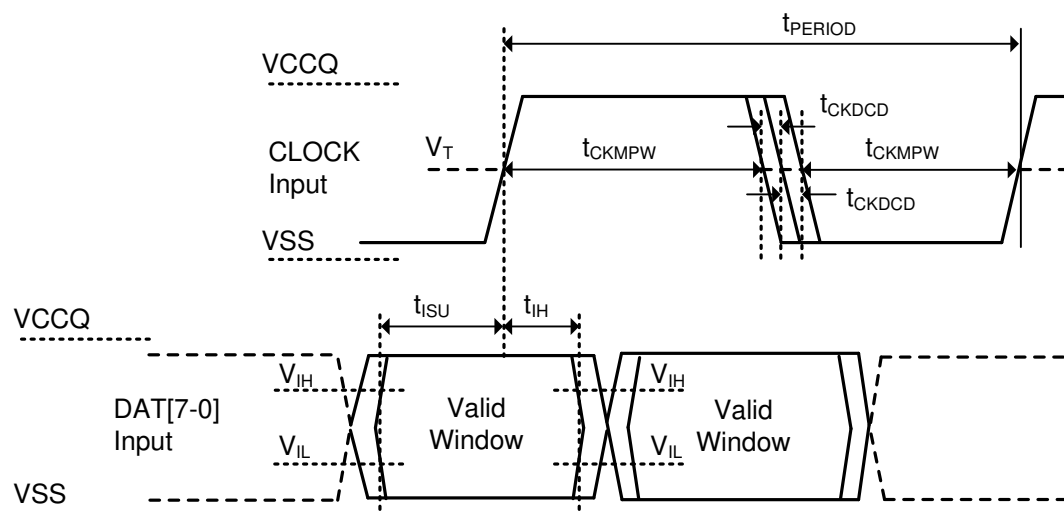 tPERIOD
VCCQ
tCKDCD
CLOCK
Input
VT
tCKMPW
tCKMPW
tCKDCD
VSS
tISU
tIH
VCCQ
VIH
VIH
DAT[7-0]
Input
Valid
Window
Valid
Window
VIL
VIL
VSS